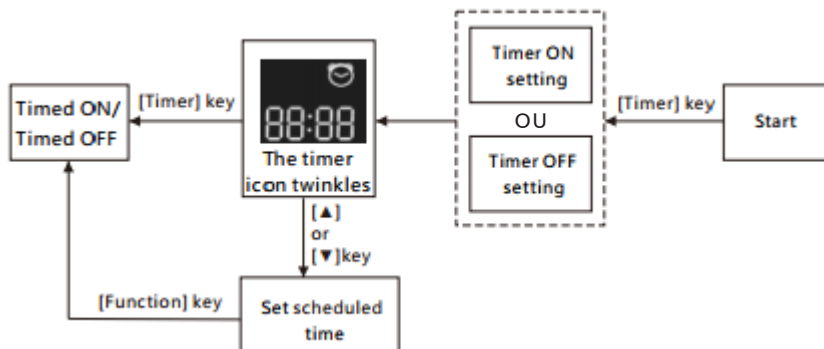 Timed ON/
Timed OFF
[Timer] key
88:88
The timer
icon twinkles
Timer ON
setting
OU
Timer OFF
setting
[Timer] key
Start
[▲]
or
[▼]key
[Function] key
Set scheduled
time